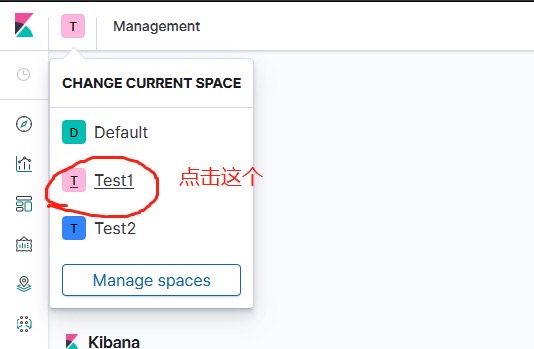 T Management
CHANGE CURRENT SPACE
D Default
T Test1 点击这个
T Test2
Manage spaces
Kibana